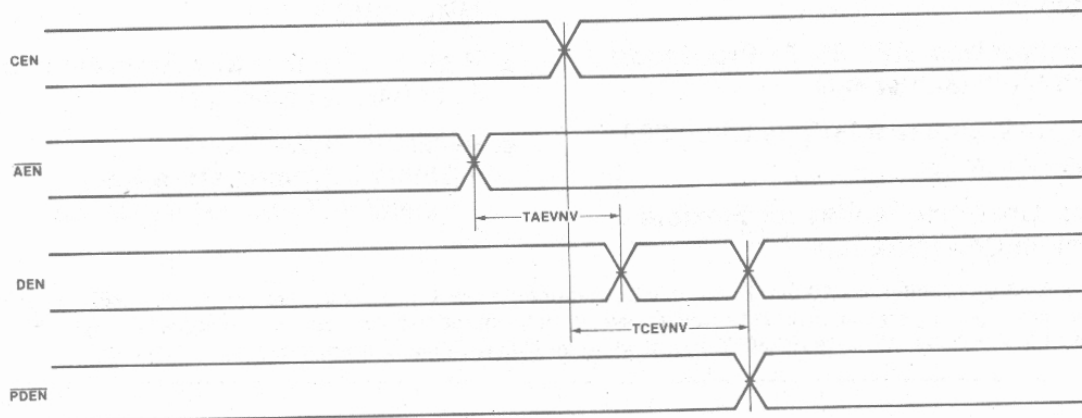 CEN
AEN
TAEVNV
DEN
TCEVNV
PDEN